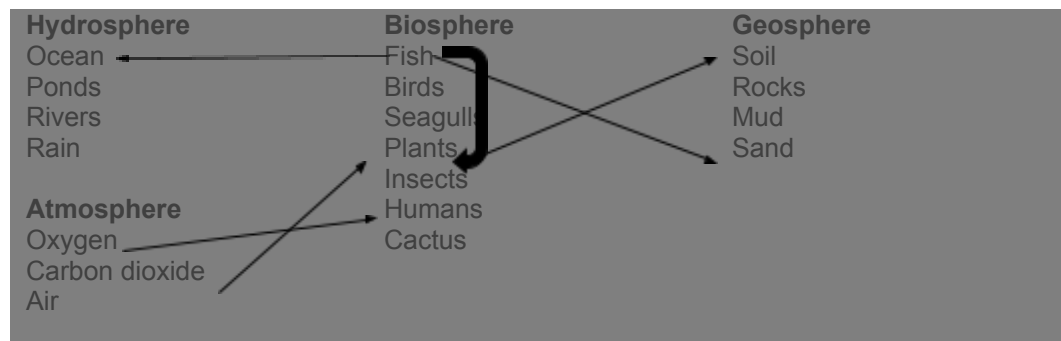 Hydrosphere
Ocean
Ponds
Rivers
Rain
Atmosphere
Oxygen
Carbon dioxide
Air
Biosphere
Fish
Birds
Seagulls
Plants
Insects
Humans
Cactus
Geosphere
Soil
Rocks
Mud
Sand